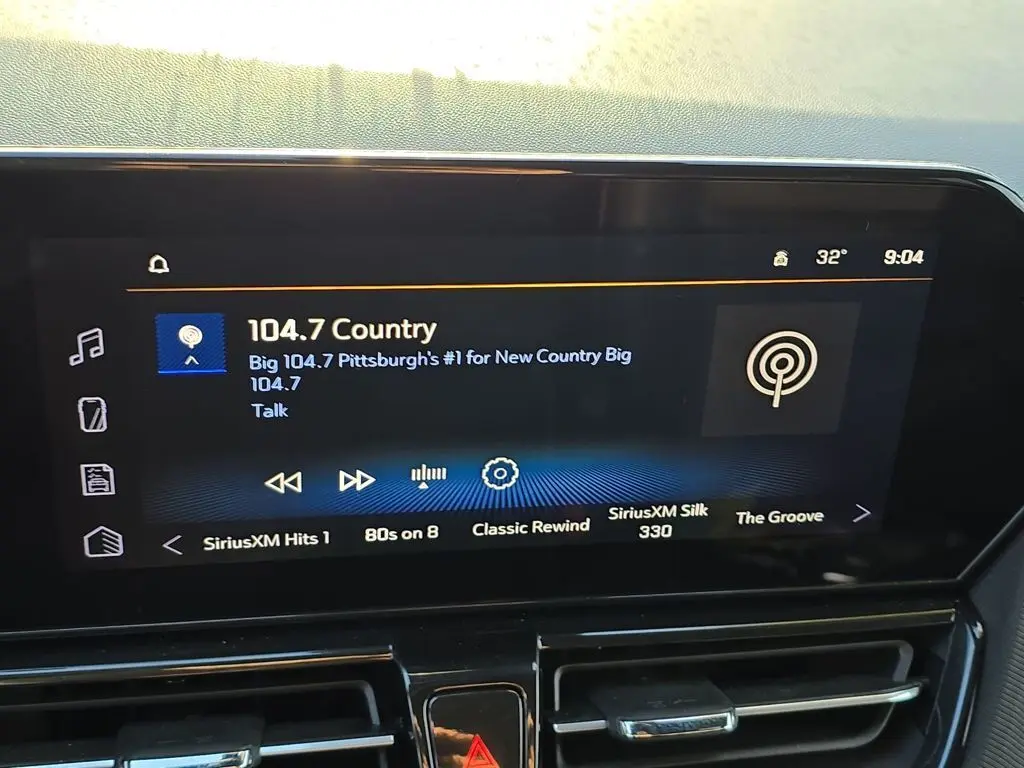 32° 9:04
104.7 Country
Big 104.7 Pittsburgh's #1 for New Country Big
104.7
Talk
SiriusXM Hits 1
80s on 8
Classic Rewind
SiriusXM Silk
330
The Groove